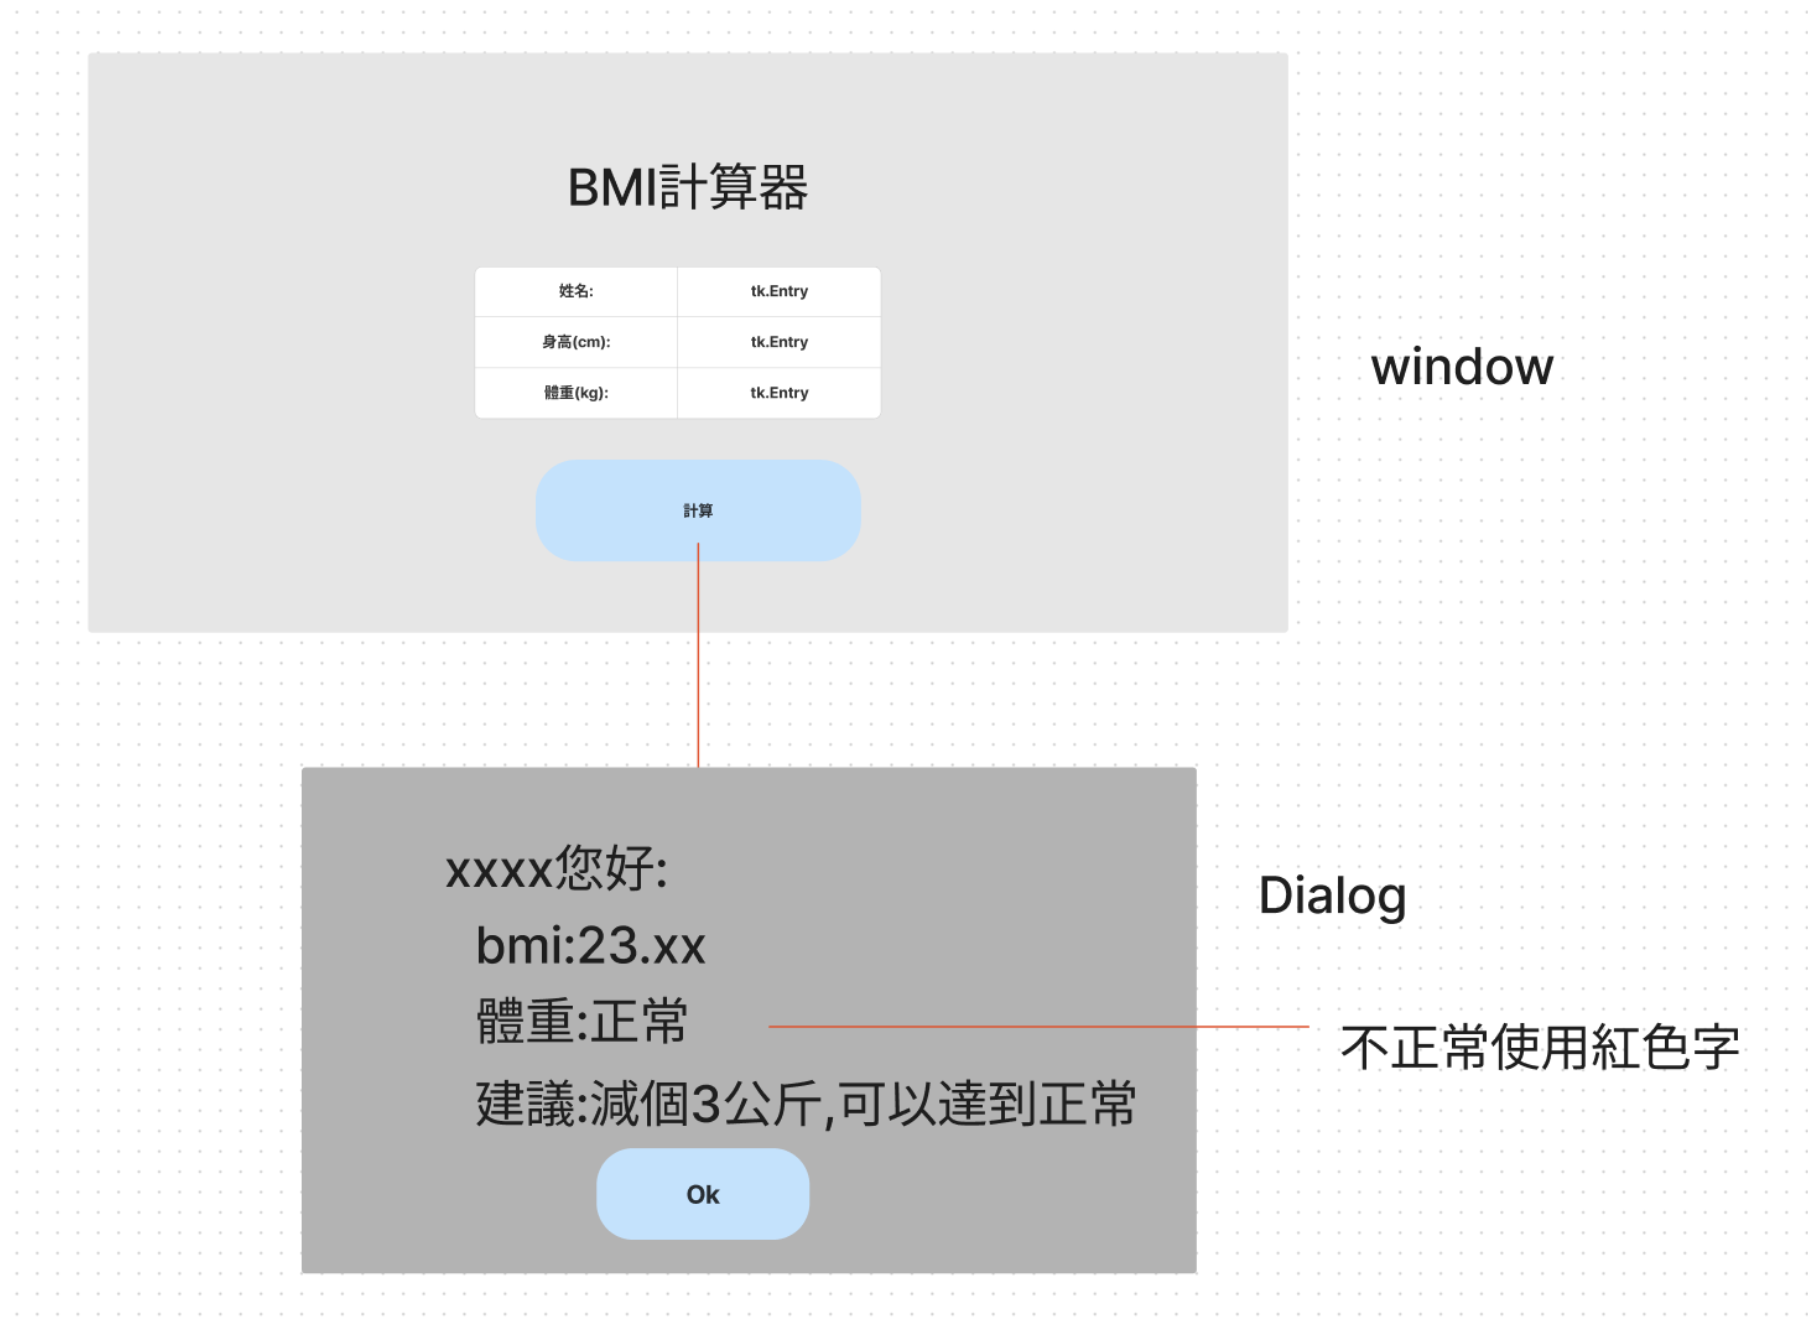 BMI計算器
姓名: tk.Entry
身高(cm): tk.Entry
體重(kg): tk.Entry
window
計算
xxxx您好:
Dialog
bmi:23.xx
體重:正常
不正常使用紅色字
建議:減個3公斤,可以達到正常
Ok